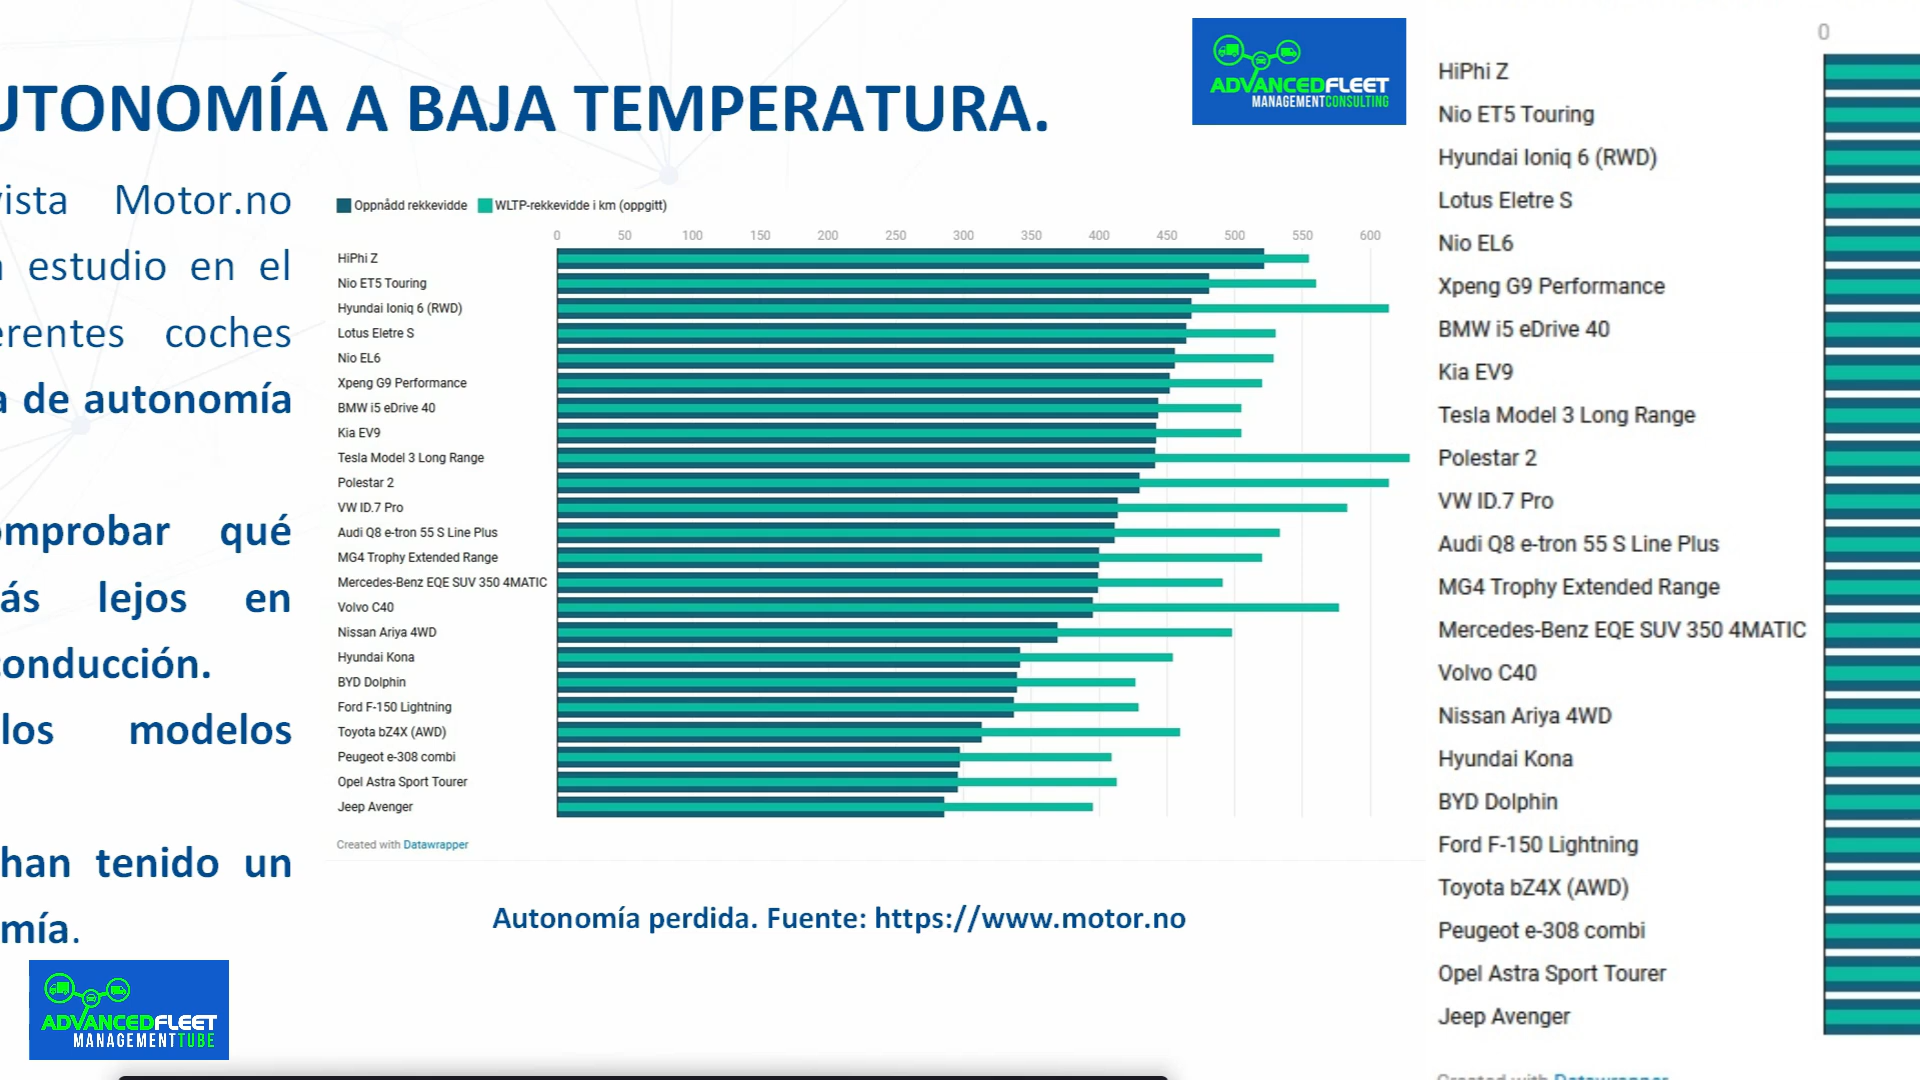 UTONOMÍA A BAJA TEMPERATURA.
ADVANCEDFLEET
MANAGEMENTCONSULTING
vista Motor.no
estudio en el
erentes coches
a de autonomía
omprobar qué
ás lejos en
conducción.
los modelos
han tenido un
mía.
Oppnådd rekkevidde WLTP-rekkevidde i km (oppgitt)
0 50 100 150 200 250 300 350 400 450 500 550 600
HiPhi Z
Nio ET5 Touring
Hyundai Ioniq 6 (RWD)
Lotus Eletre S
Nio EL6
Xpeng G9 Performance
BMW i5 eDrive 40
Kia EV9
Tesla Model 3 Long Range
Polestar 2
VW ID.7 Pro
Audi Q8 e-tron 55 S Line Plus
MG4 Trophy Extended Range
Mercedes-Benz EQE SUV 350 4MATIC
Volvo C40
Nissan Ariya 4WD
Hyundai Kona
BYD Dolphin
Ford F-150 Lightning
Toyota bZ4X (AWD)
Peugeot e-308 combi
Opel Astra Sport Tourer
Jeep Avenger
Created with Datawrapper
Autonomía perdida. Fuente: https://www.motor.no
ADVANCEDFLEET
MANAGEMENTTUBE
0
HiPhi Z
Nio ET5 Touring
Hyundai Ioniq 6 (RWD)
Lotus Eletre S
Nio EL6
Xpeng G9 Performance
BMW i5 eDrive 40
Kia EV9
Tesla Model 3 Long Range
Polestar 2
VW ID.7 Pro
Audi Q8 e-tron 55 S Line Plus
MG4 Trophy Extended Range
Mercedes-Benz EQE SUV 350 4MATIC
Volvo C40
Nissan Ariya 4WD
Hyundai Kona
BYD Dolphin
Ford F-150 Lightning
Toyota bZ4X (AWD)
Peugeot e-308 combi
Opel Astra Sport Tourer
Jeep Avenger
Created with Datawrapper